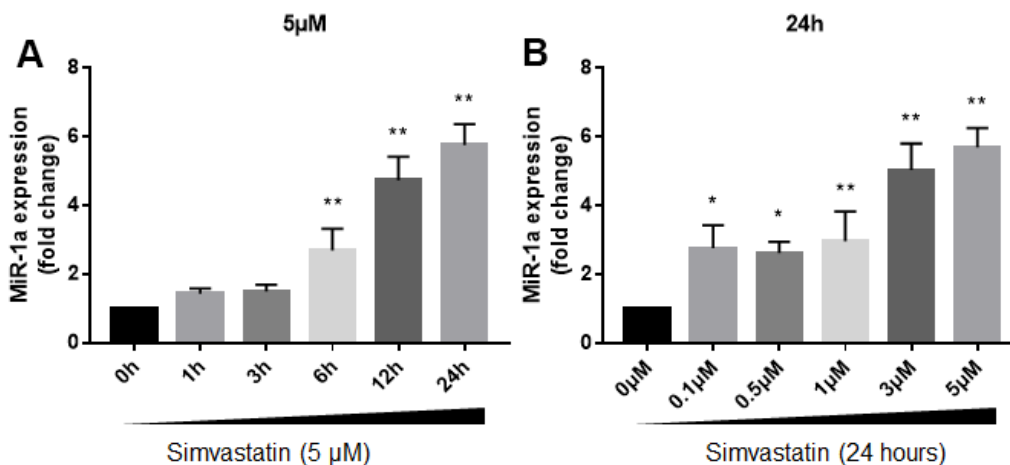 A
5µM
MiR-1a expression
(fold change)
8
6
4
2
0
**
**
**
0h
1h
3h
6h
12h
24h
Simvastatin (5 µM)
B
24h
MiR-1a expression
(fold change)
8
6
4
2
0
*
*
**
**
**
0µM
0.1µM
0.5µM
1µM
3µM
5µM
Simvastatin (24 hours)